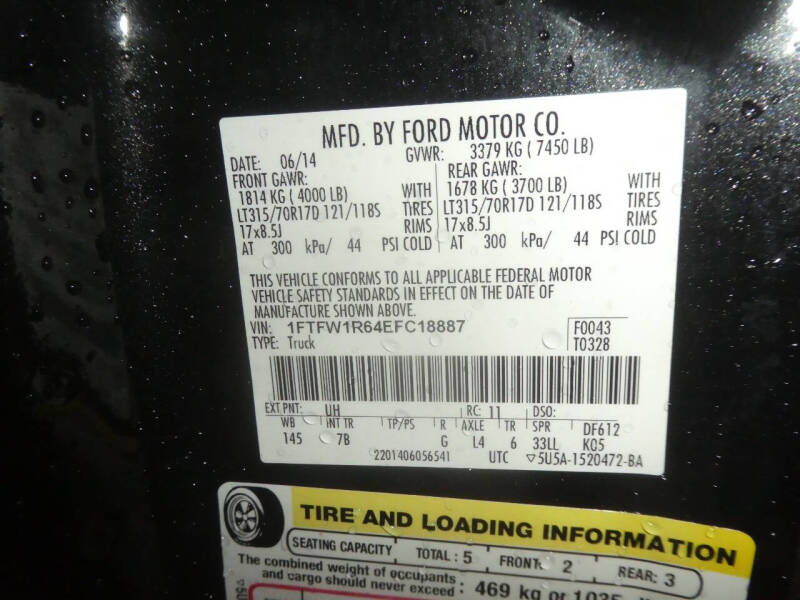 MFD. BY FORD MOTOR CO.
DATE: 06/14 GVWR: 3379 KG ( 7450 LB)
FRONT GAWR: REAR GAWR:
1814 KG ( 4000 LB) WITH 1678 KG ( 3700 LB) WITH
LT315/70R17D 121/118S TIRES LT315/70R17D 121/118S TIRES
17x8.5J RIMS 17x8.5J RIMS
AT 300 kPa/ 44 PSI COLD AT 300 kPa/ 44 PSI COLD
THIS VEHICLE CONFORMS TO ALL APPLICABLE FEDERAL MOTOR
VEHICLE SAFETY STANDARDS IN EFFECT ON THE DATE OF
MANUFACTURE SHOWN ABOVE.
VIN: 1FTFW1R64EFC18887 F0043
TYPE: Truck T0328
EXT PNT: UH RC: 11 DSO:
WB INT TR TP/PS R AXLE TR SPR DF612
145 7B G L4 6 33LL K05
2201406056541 UTC ▽5U5A-1520472-BA
TIRE AND LOADING INFORMATION
SEATING CAPACITY TOTAL : 5 FRONT: 2 REAR: 3
The combined weight of occupants
and cargo should never exceed : 469 kg or 1035